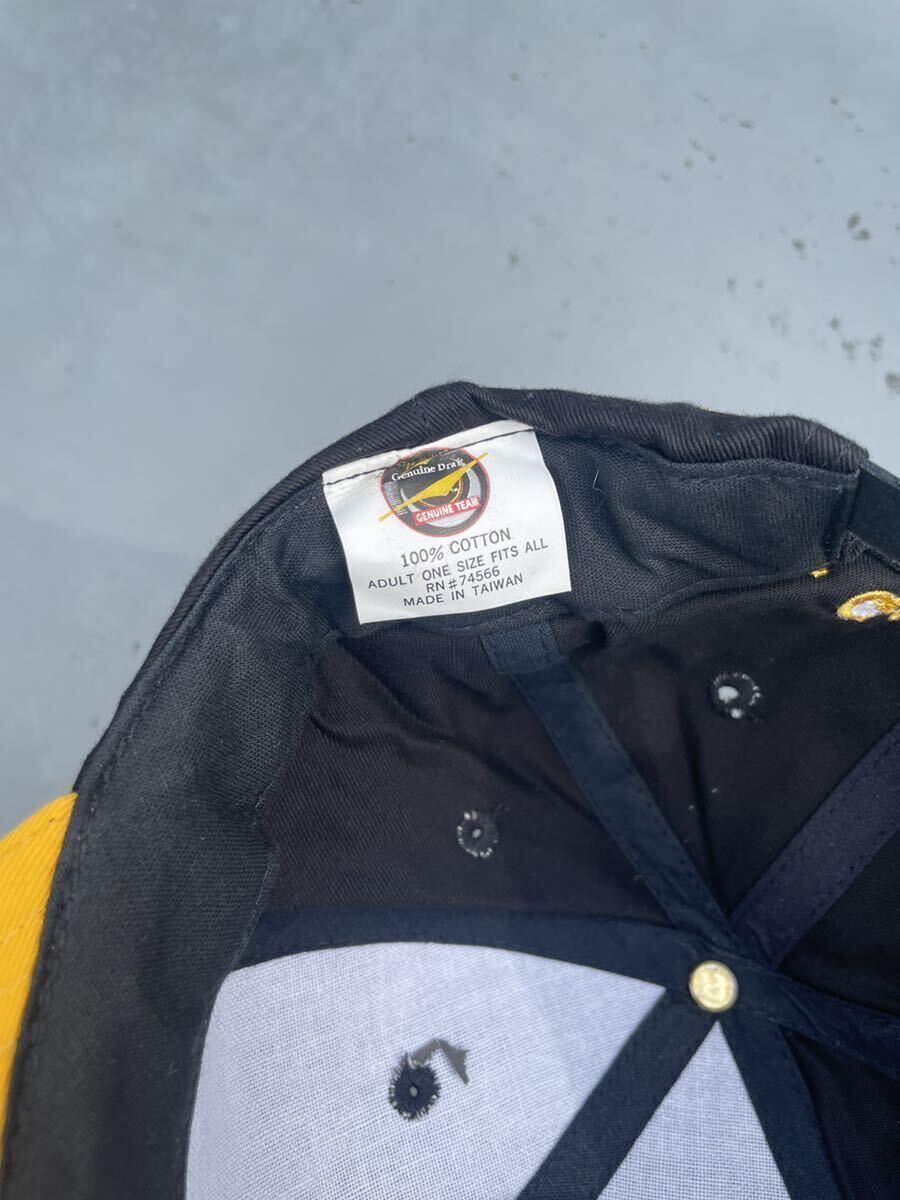 Genuine Draft
GENUINE TEAM
100% COTTON
ADULT ONE SIZE FITS ALL
RN#74566
MADE IN TAIWAN